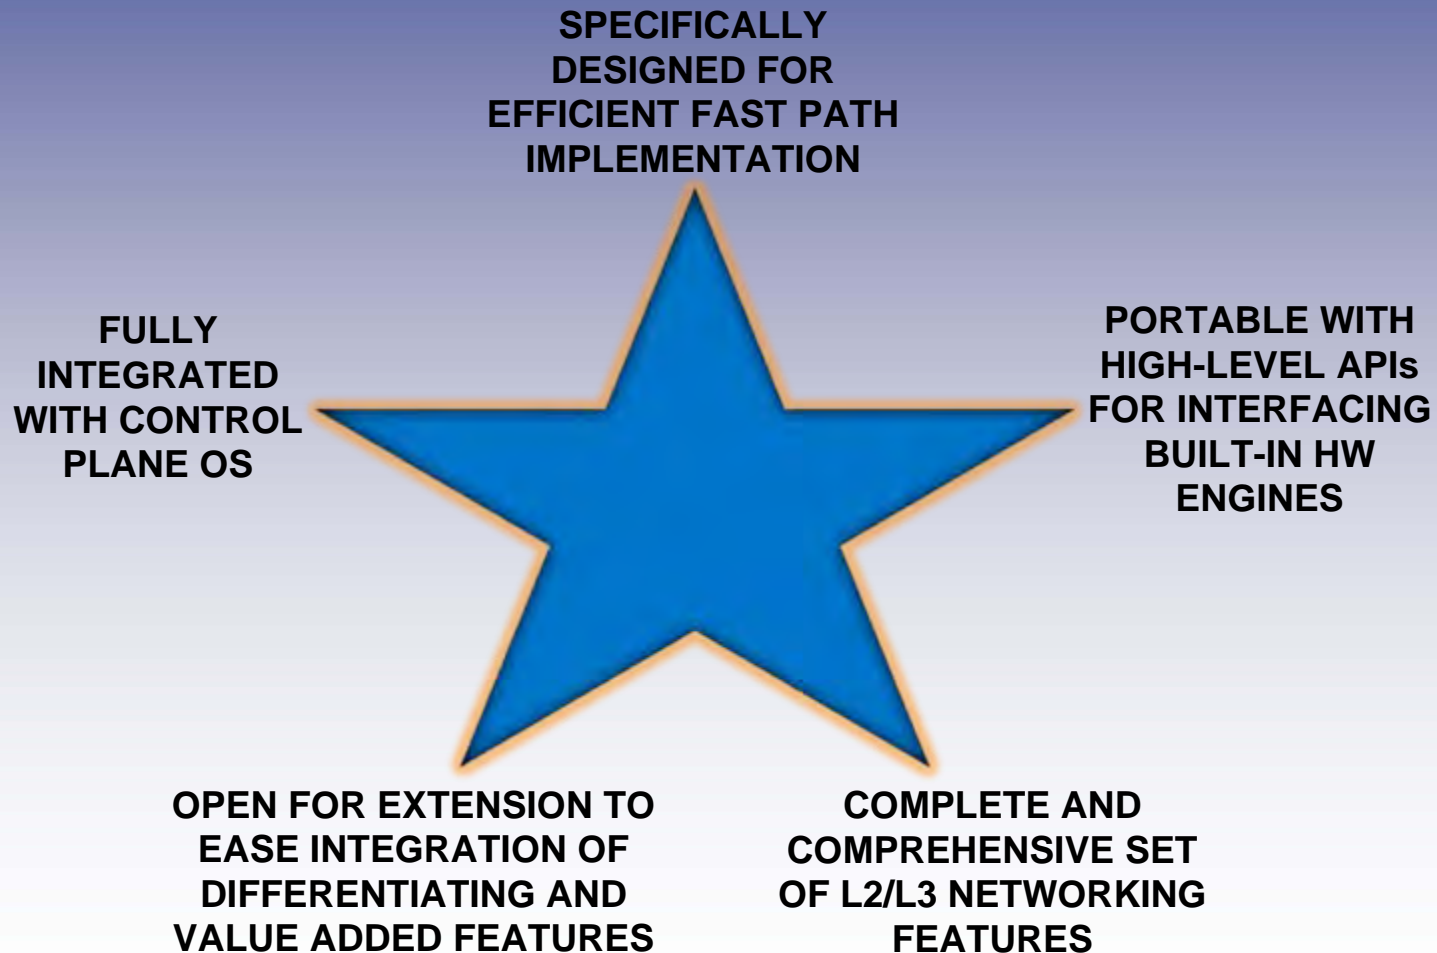 SPECIFICALLY
DESIGNED FOR
EFFICIENT FAST PATH
IMPLEMENTATION
FULLY
INTEGRATED
WITH CONTROL
PLANE OS
PORTABLE WITH
HIGH-LEVEL APIs
FOR INTERFACING
BUILT-IN HW
ENGINES
OPEN FOR EXTENSION TO
EASE INTEGRATION OF
DIFFERENTIATING AND
VALUE ADDED FEATURES
COMPLETE AND
COMPREHENSIVE SET
OF L2/L3 NETWORKING
FEATURES